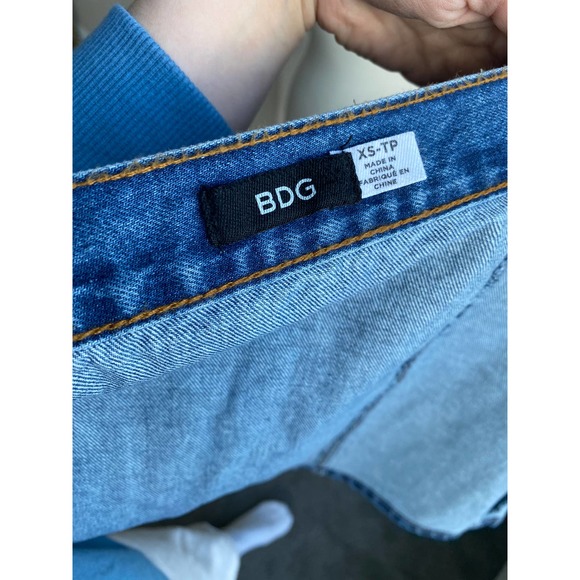 BDG
XS-TP
MADE IN
CHINA
FABRIQUÉ EN
CHINE